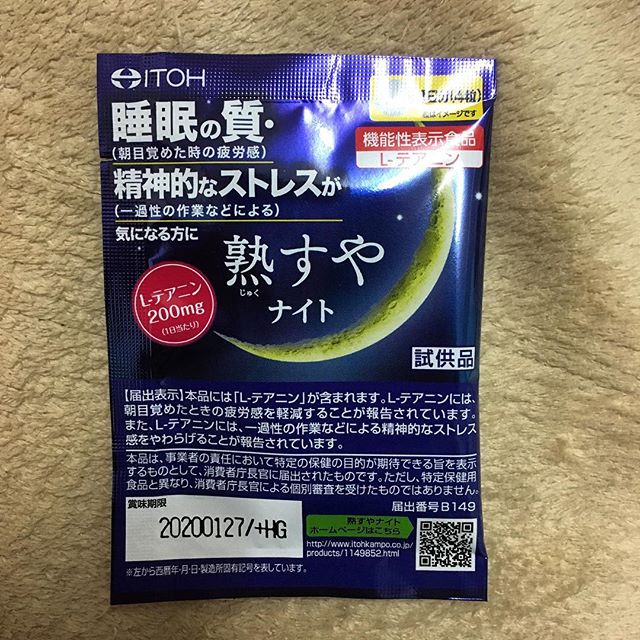 ITOH
睡眠の質・
(朝目覚めた時の疲労感)
精神的なストレスが
(一過性の作業などによる)
気になる方に
1日分(4粒)
機能性表示食品
L-テアニン
熟すや
じゅく
ナイト
L-テアニン
200mg
(1日当たり)
試供品
【届出表示】本品には「L-テアニン」が含まれます。L-テアニンには、
朝目覚めたときの疲労感を軽減することが報告されています。
また、L-テアニンには、一過性の作業などによる精神的なストレス
感をやわらげることが報告されています。
本品は、事業者の責任において特定の保健の目的が期待できる旨を表示
するものとして、消費者庁長官に届出されたものです。ただし、特定保健用
食品と異なり、消費者庁長官による個別審査を受けたものではありません。
届出番号B149
賞味期限
20200127/+HG
熟すやナイト
ホームページはこちら
http://www.itohkampo.co.jp/
products/1149852.html
※左から西暦年・月・日・製造所固有記号を表しています。